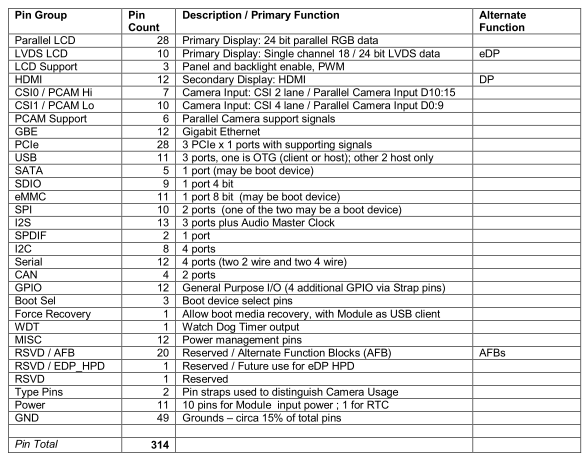 Pin Group Pin Count Description / Primary Function Alternate Function
Parallel LCD 28 Primary Display: 24 bit parallel RGB data
LVDS LCD 10 Primary Display: Single channel 18 / 24 bit LVDS data eDP
LCD Support 3 Panel and backlight enable, PWM
HDMI 12 Secondary Display: HDMI DP
CSI0 / PCAM Hi 7 Camera Input: CSI 2 lane / Parallel Camera Input D10:15
CSI1 / PCAM Lo 10 Camera Input: CSI 4 lane / Parallel Camera Input D0:9
PCAM Support 6 Parallel Camera support signals
GBE 12 Gigabit Ethernet
PCIe 28 3 PCIe x 1 ports with supporting signals
USB 11 3 ports, one is OTG (client or host); other 2 host only
SATA 5 1 port (may be boot device)
SDIO 9 1 port 4 bit
eMMC 11 1 port 8 bit (may be boot device)
SPI 10 2 ports (one of the two may be a boot device)
I2S 13 3 ports plus Audio Master Clock
SPDIF 2 1 port
I2C 8 4 ports
Serial 12 4 ports (two 2 wire and two 4 wire)
CAN 4 2 ports
GPIO 12 General Purpose I/O (4 additional GPIO via Strap pins)
Boot Sel 3 Boot device select pins
Force Recovery 1 Allow boot media recovery, with Module as USB client
WDT 1 Watch Dog Timer output
MISC 12 Power management pins
RSVD / AFB 20 Reserved / Alternate Function Blocks (AFB) AFBs
RSVD / EDP_HPD 1 Reserved / Future use for eDP HPD
RSVD 1 Reserved
Type Pins 2 Pin straps used to distinguish Camera Usage
Power 11 10 pins for Module input power ; 1 for RTC
GND 49 Grounds – circa 15% of total pins
Pin Total 314